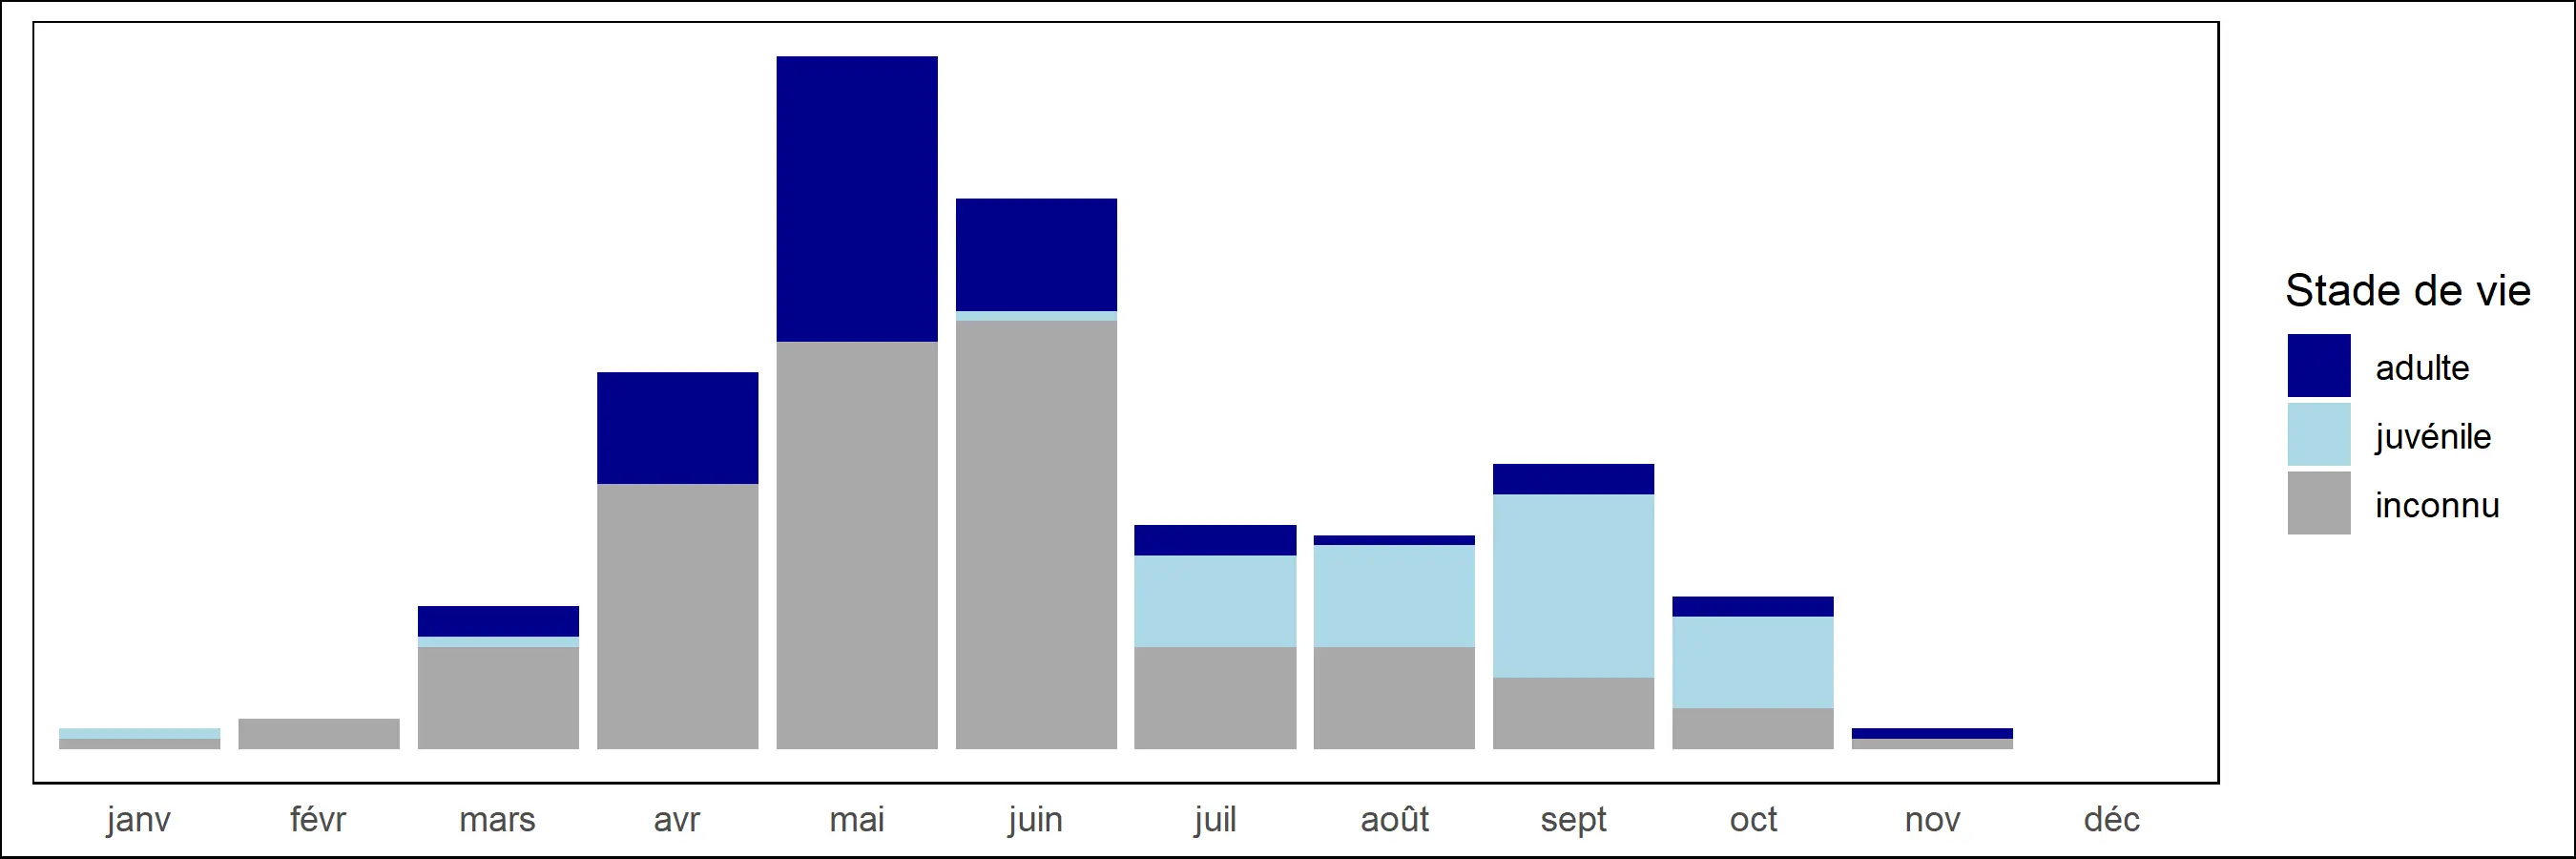 Stade de vie
adulte
juvénile
inconnu
janv févr mars avr mai juin juil août sept oct nov déc